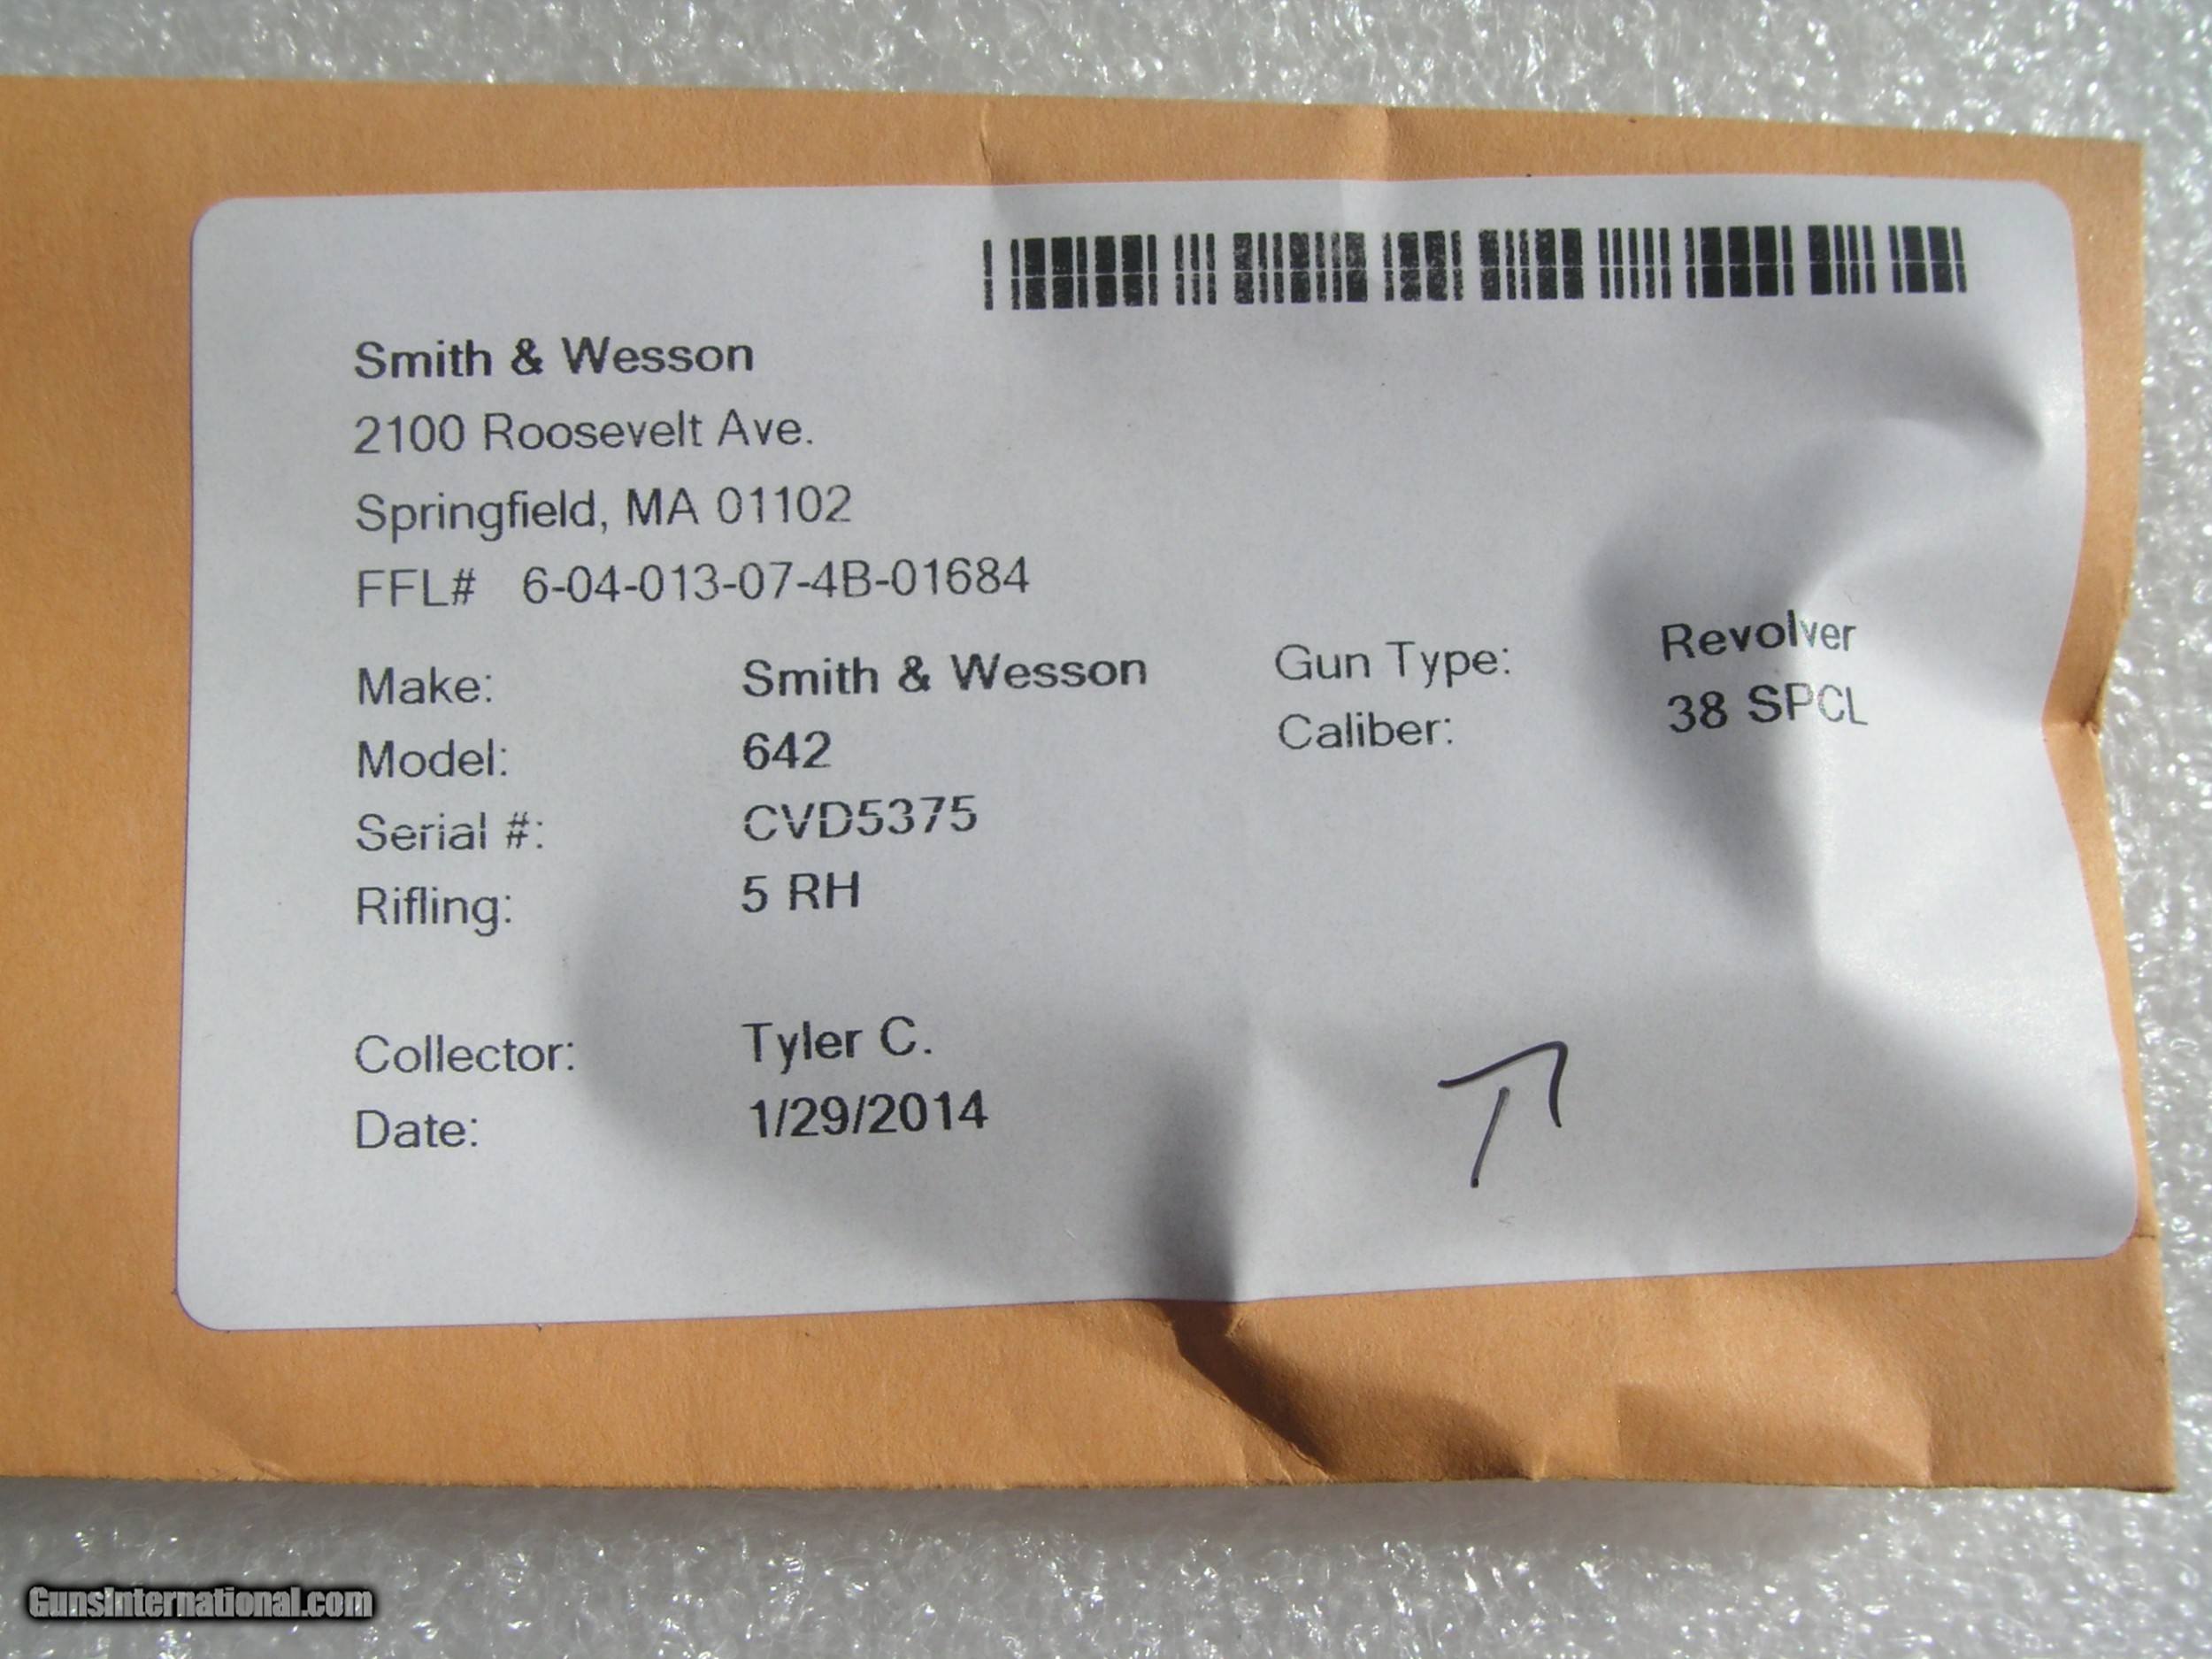 Smith & Wesson
2100 Roosevelt Ave.
Springfield, MA 01102
FFL# 6-04-013-07-4B-01684
Make: Smith & Wesson Gun Type: Revolver
Model: 642 Caliber: 38 SPCL
Serial #: CVD5375
Rifling: 5 RH
Collector: Tyler C.
Date: 1/29/2014
GunsInternational.com